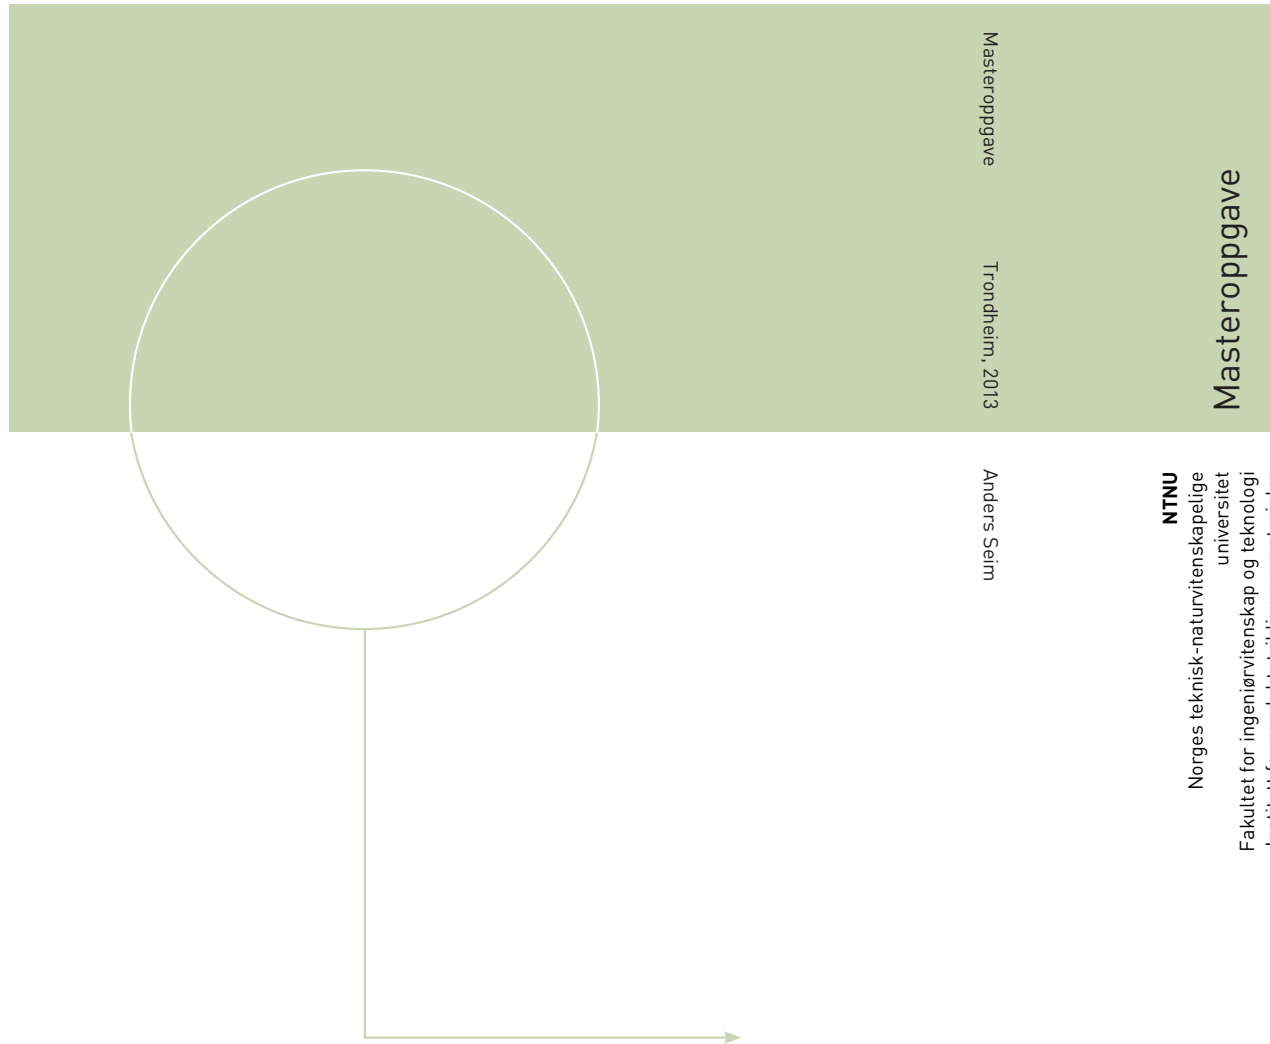 Masteroppgave
Trondheim, 2013
Anders Seim
Masteroppgave
NTNU
Norges teknisk-naturvitenskapelige
universitet
Fakultet for ingeniørvitenskap og teknologi